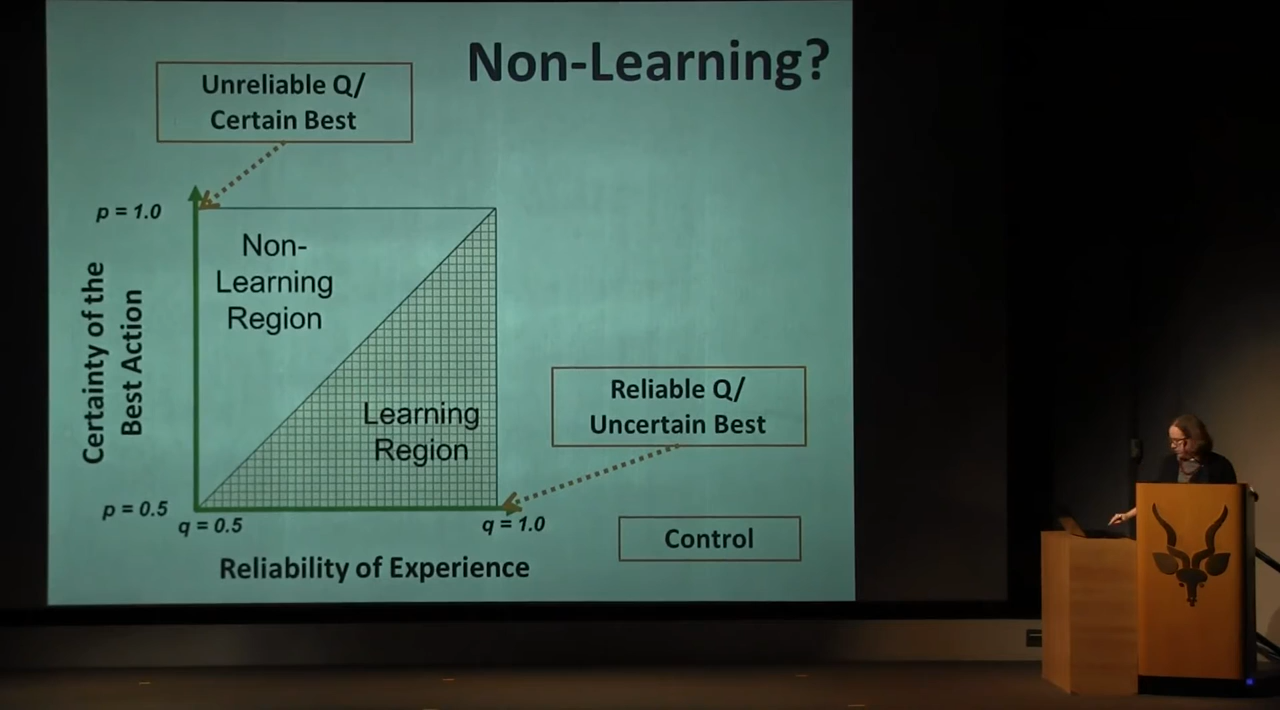 Non-Learning?
Unreliable Q/
Certain Best
p = 1.0
Non-
Learning
Region
Certainty of the
Best Action
Learning
Region
Reliable Q/
Uncertain Best
p = 0.5
q = 0.5
q = 1.0
Control
Reliability of Experience